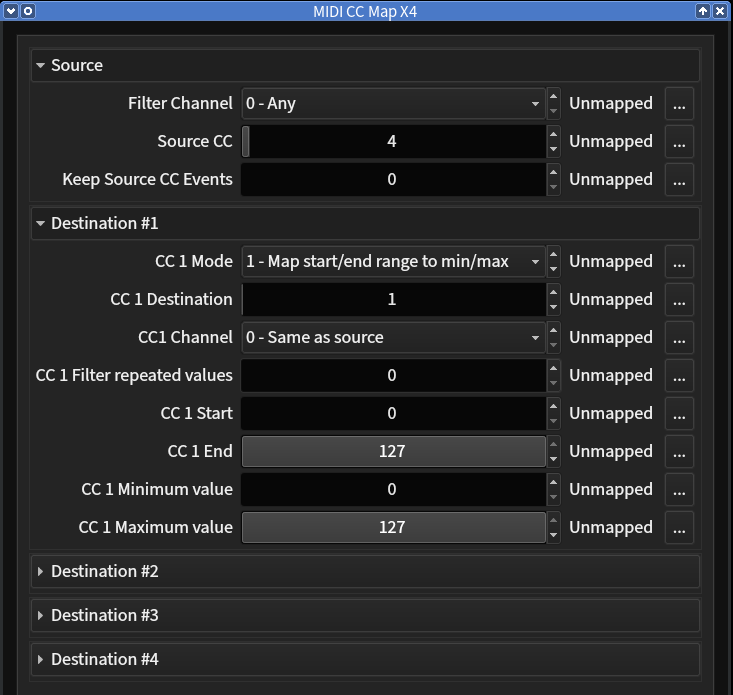 MIDI CC Map X4
Source
Filter Channel 0 - Any Unmapped ...
Source CC 4 Unmapped ...
Keep Source CC Events 0 Unmapped ...
Destination #1
CC 1 Mode 1 - Map start/end range to min/max Unmapped ...
CC 1 Destination 1 Unmapped ...
CC1 Channel 0 - Same as source Unmapped ...
CC 1 Filter repeated values 0 Unmapped ...
CC 1 Start 0 Unmapped ...
CC 1 End 127 Unmapped ...
CC 1 Minimum value 0 Unmapped ...
CC 1 Maximum value 127 Unmapped ...
Destination #2
Destination #3
Destination #4